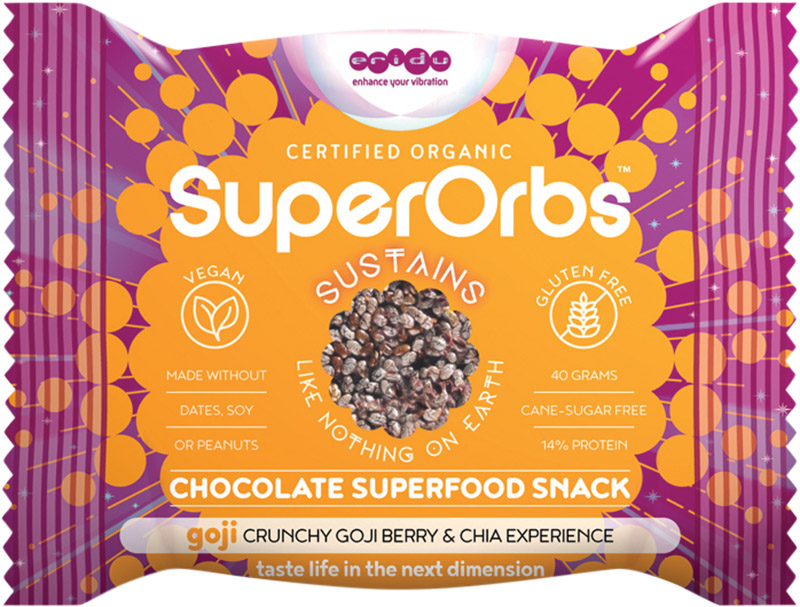 eridu
enhance your vibration
CERTIFIED ORGANIC
SuperOrbs™
SUSTAINS
LIKE NOTHING ON EARTH
VEGAN
MADE WITHOUT
DATES, SOY
OR PEANUTS
GLUTEN FREE
40 GRAMS
CANE-SUGAR FREE
14% PROTEIN
CHOCOLATE SUPERFOOD SNACK
goji CRUNCHY GOJI BERRY & CHIA EXPERIENCE
taste life in the next dimension